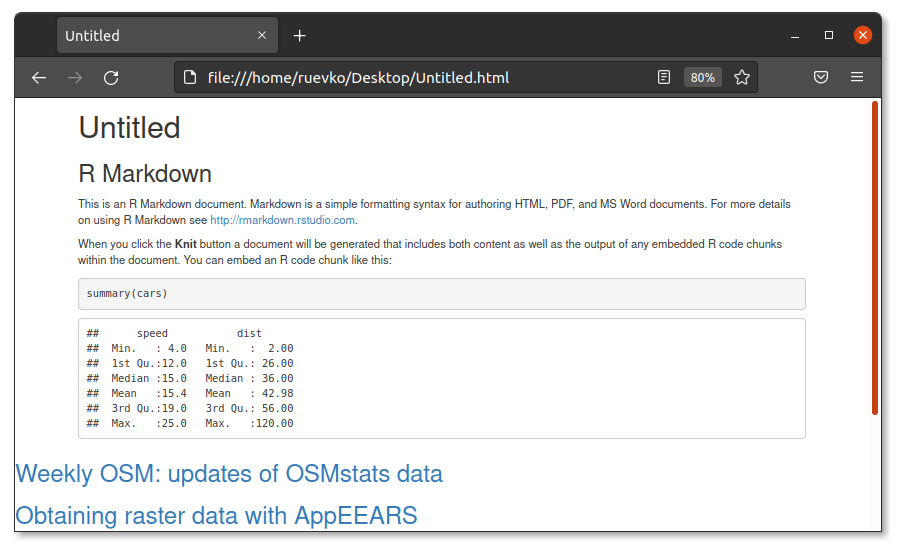 Untitled
file:///home/ruevko/Desktop/Untitled.html
80%
Untitled
R Markdown
This is an R Markdown document. Markdown is a simple formatting syntax for authoring HTML, PDF, and MS Word documents. For more details
on using R Markdown see http://rmarkdown.rstudio.com.
When you click the Knit button a document will be generated that includes both content as well as the output of any embedded R code chunks
within the document. You can embed an R code chunk like this:
summary(cars)
##      speed           dist
##  Min.   : 4.0   Min.   :  2.00
##  1st Qu.:12.0   1st Qu.: 26.00
##  Median :15.0   Median : 36.00
##  Mean   :15.4   Mean   : 42.98
##  3rd Qu.:19.0   3rd Qu.: 56.00
##  Max.   :25.0   Max.   :120.00
Weekly OSM: updates of OSMstats data
Obtaining raster data with AppEEARS